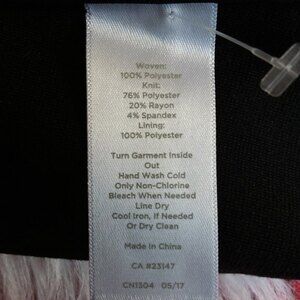 Woven:
100% Polyester
Knit:
76% Polyester
20% Rayon
4% Spandex
Lining:
100% Polyester
Turn Garment Inside
Out
Hand Wash Cold
Only Non-Chlorine
Bleach When Needed
Line Dry
Cool Iron, If Needed
Or Dry Clean
Made in China
CA #23147
CN1304 05/17